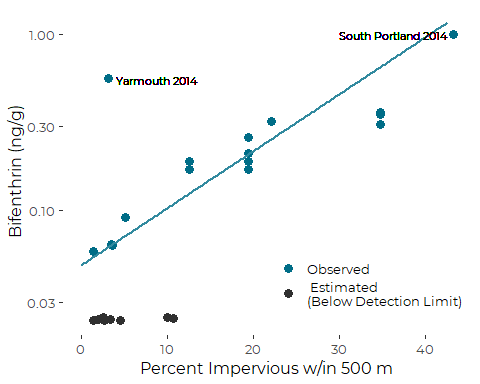 1.00
South Portland 2014
Yarmouth 2014
0.30
Bifenthrin (ng/g)
0.10
Observed
Estimated
(Below Detection Limit)
0.03
0 10 20 30 40
Percent Impervious w/in 500 m